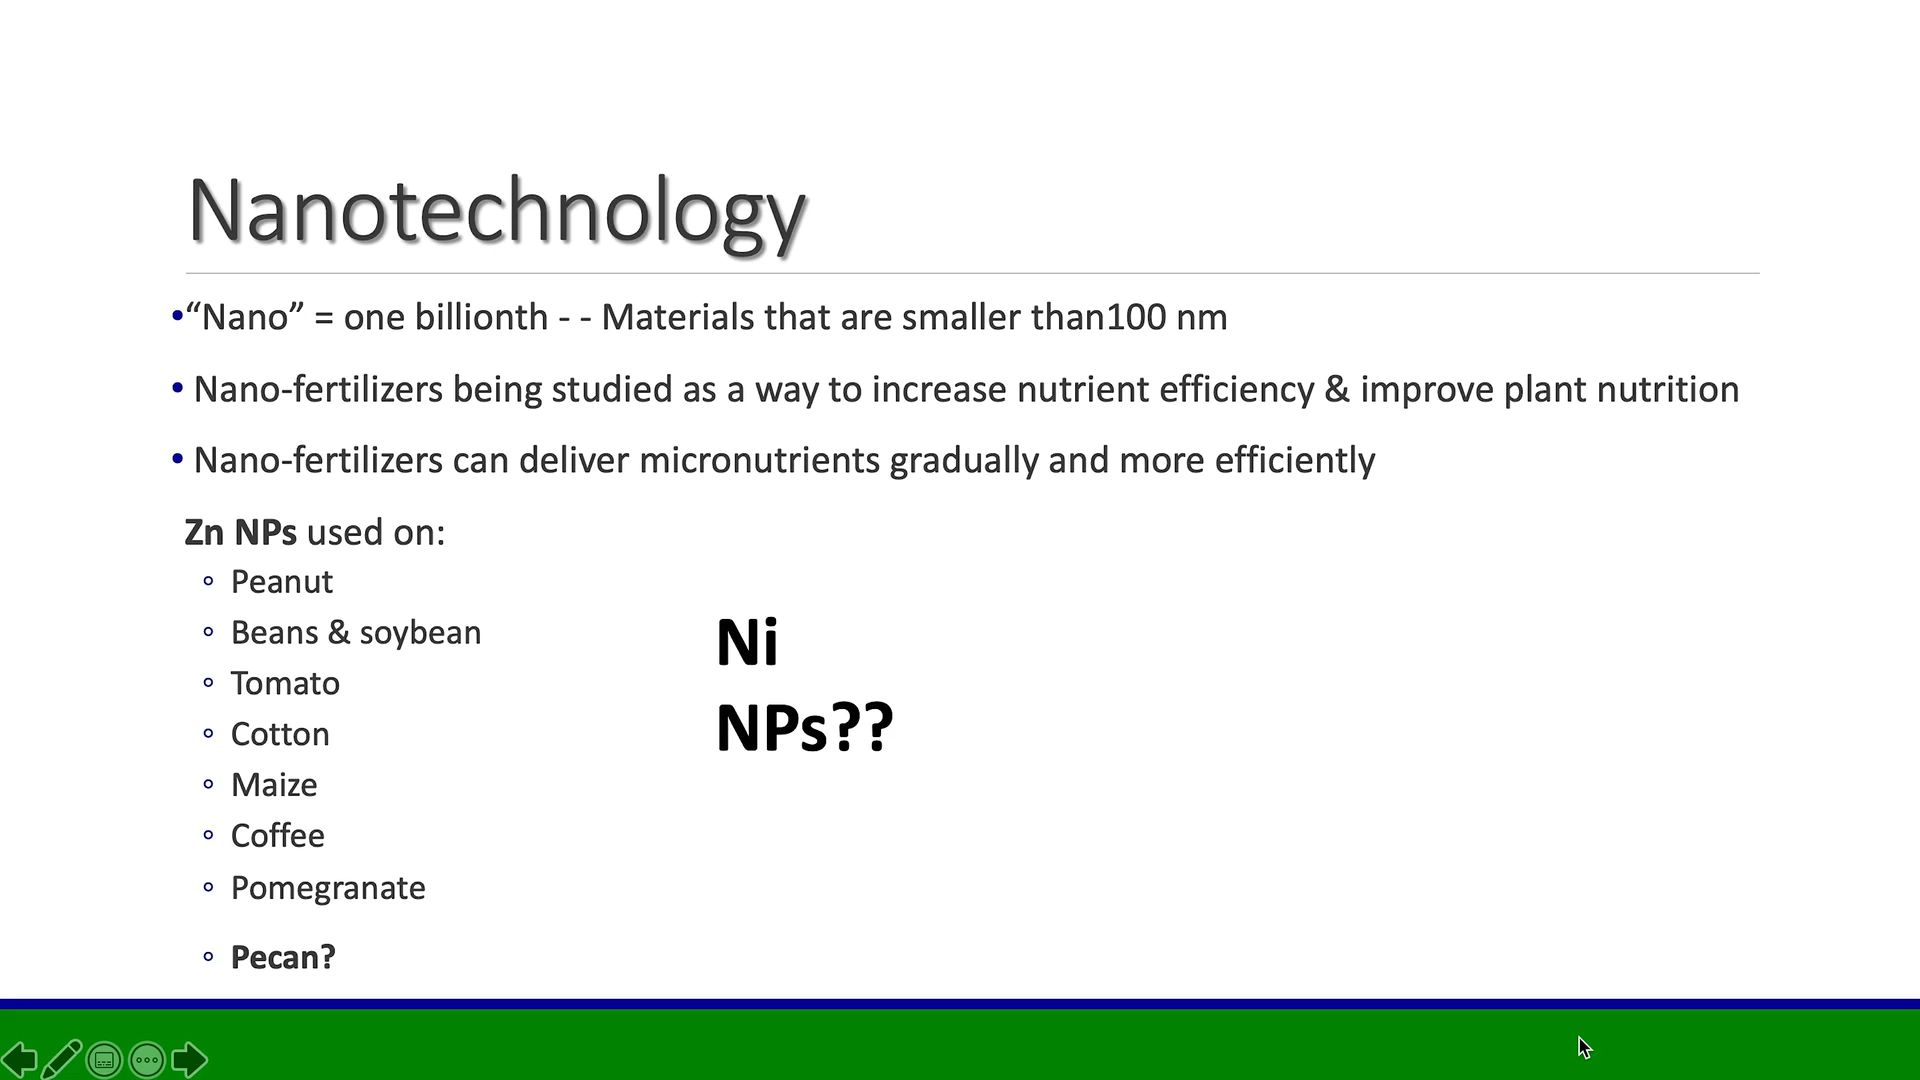 Nanotechnology
•“Nano” = one billionth - - Materials that are smaller than100 nm
• Nano-fertilizers being studied as a way to increase nutrient efficiency & improve plant nutrition
• Nano-fertilizers can deliver micronutrients gradually and more efficiently
Zn NPs used on:
◦ Peanut
◦ Beans & soybean
◦ Tomato
◦ Cotton
◦ Maize
◦ Coffee
◦ Pomegranate
◦ Pecan?
Ni
NPs??